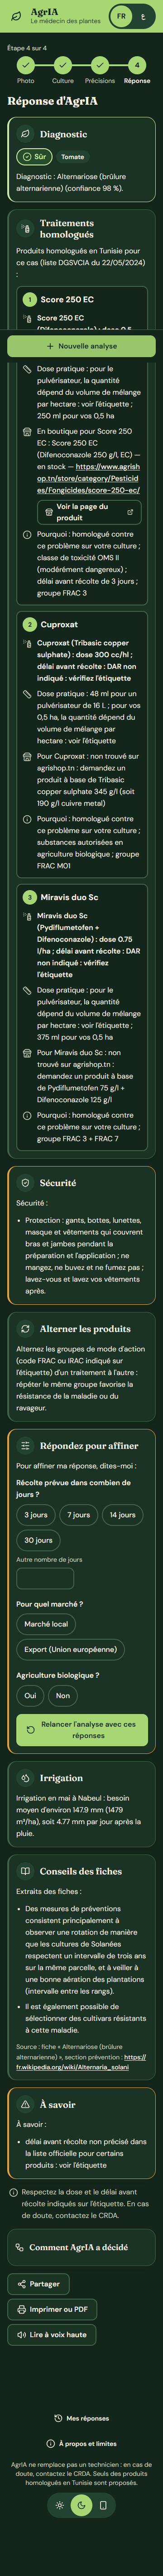 AgrIA
Le médecin des plantes
FR
ع
Étape 4 sur 4
4
Photo
Culture
Précisions
Réponse
Réponse d'AgrIA
Diagnostic
Sûr
Tomate
Diagnostic : Alternariose (brûlure
alternarienne) (confiance 98 %).
Traitements
homologués
Produits homologués en Tunisie pour
ce cas (liste DGSVCIA du 22/05/2024)
:
1
Score 250 EC
Score 250 EC
Nouvelle analyse
Dose pratique : pour le
pulvérisateur, la quantité
dépend du volume de mélange
par hectare : voir l'étiquette ;
250 ml pour vos 0,5 ha
En boutique pour Score 250
EC : Score 250 EC
(Difenoconazole 250 g/l, EC) —
en stock — https://www.agrish
op.tn/store/category/Pesticid
es/Fongicides/score-250-ec/
Voir la page du
produit
Pourquoi : homologué contre
ce problème sur votre culture ;
classe de toxicité OMS II
(modérément dangereux) ;
délai avant récolte de 3 jours ;
groupe FRAC 3
2
Cuproxat
Cuproxat (Tribasic copper
sulphate) : dose 300 cc/hl ;
délai avant récolte : DAR non
indiqué : vérifiez l'étiquette
Dose pratique : 48 ml pour un
pulvérisateur de 16 L ; pour vos
0,5 ha, la quantité dépend du
volume de mélange par
hectare : voir l'étiquette
Pour Cuproxat : non trouvé sur
agrishop.tn : demandez un
produit à base de Tribasic
copper sulphate 345 g/l (soit
190 g/l cuivre metal)
Pourquoi : homologué contre
ce problème sur votre culture ;
substances autorisées en
agriculture biologique ; groupe
FRAC M01
3
Miravis duo Sc
Miravis duo Sc
(Pydiflumetofen +
Difenoconazole) : dose 0.75
l/ha ; délai avant récolte : DAR
non indiqué : vérifiez
l'étiquette
Dose pratique : pour le
pulvérisateur, la quantité
dépend du volume de mélange
par hectare : voir l'étiquette ;
375 ml pour vos 0,5 ha
Pour Miravis duo Sc : non
trouvé sur agrishop.tn :
demandez un produit à base
de Pydiflumetofen 75 g/l +
Difenoconazole 125 g/l
Pourquoi : homologué contre
ce problème sur votre culture ;
groupe FRAC 3 + FRAC 7
Sécurité
Sécurité :
• Protection : gants, bottes, lunettes,
masque et vêtements qui couvrent
bras et jambes pendant la
préparation et l'application ; ne
mangez, ne buvez et ne fumez pas ;
lavez-vous et lavez vos vêtements
après.
Alterner les produits
Alternez les groupes de mode d'action
(code FRAC ou IRAC indiqué sur
l'étiquette) d'un traitement à l'autre :
répéter le même groupe favorise la
résistance de la maladie ou du
ravageur.
Répondez pour affiner
Pour affiner ma réponse, dites-moi :
Récolte prévue dans combien de
jours ?
3 jours
7 jours
14 jours
30 jours
Autre nombre de jours
Pour quel marché ?
Marché local
Export (Union européenne)
Agriculture biologique ?
Oui
Non
Relancer l'analyse avec ces
réponses
Irrigation
Irrigation en mai à Nabeul : besoin
moyen d'environ 147.9 mm (1479
m³/ha), soit 4.77 mm par jour après la
pluie.
Conseils des fiches
Extraits des fiches :
• Des mesures de préventions
consistent principalement à
observer une rotation de manière
que les cultures de Solanées
respectent un intervalle de trois ans
sur la même parcelle, et à veiller à
une bonne aération des plantations
(intervalle entre les rangs).
• Il est également possible de
sélectionner des cultivars résistants
à cette maladie.
Source : fiche « Alternariose (brûlure
alternarienne) », section prévention : https://
fr.wikipedia.org/wiki/Alternaria_solani
À savoir
À savoir :
• délai avant récolte non précisé dans
la liste officielle pour certains
produits : voir l'étiquette
Respectez la dose et le délai avant
récolte indiqués sur l'étiquette. En cas
de doute, contactez le CRDA.
Comment AgrIA a décidé
Partager
Imprimer ou PDF
Lire à voix haute
Mes réponses
À propos et limites
AgrIA ne remplace pas un technicien : en cas de
doute, contactez le CRDA. Seuls des produits
homologués en Tunisie sont proposés.